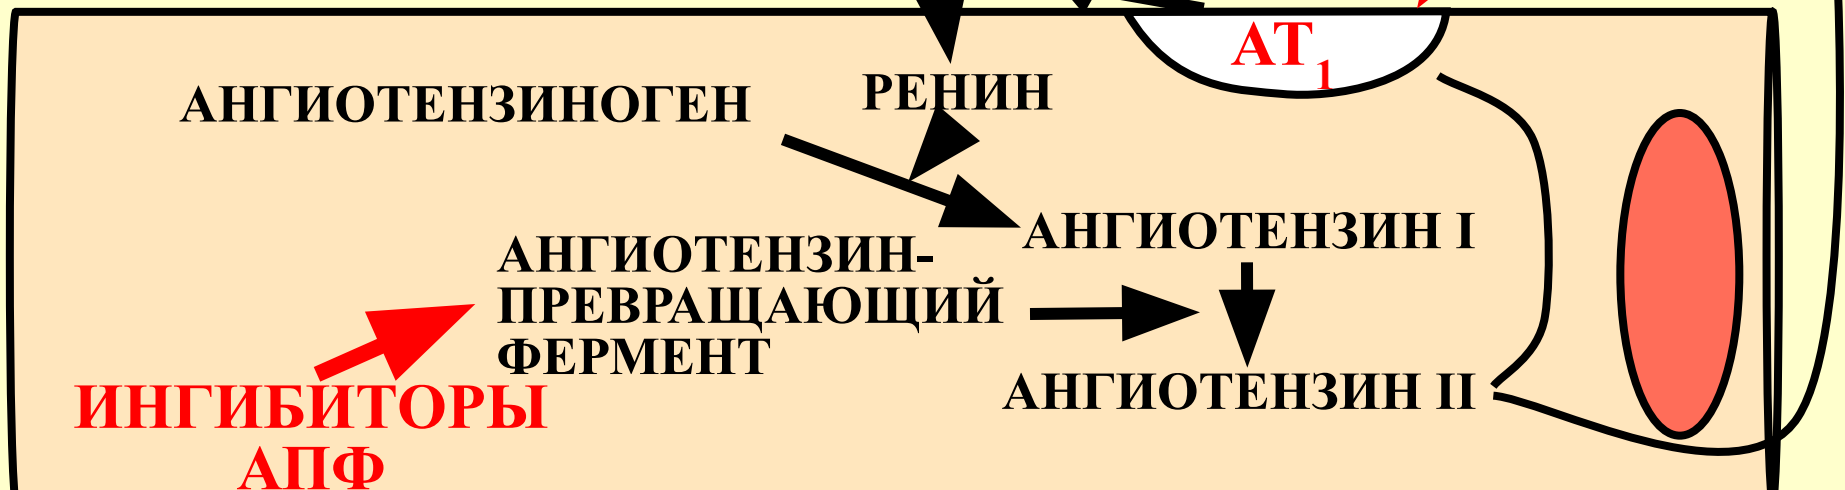 АТ1
АНГИОТЕНЗИНОГЕН
РЕНИН
АНГИОТЕНЗИН I
АНГИОТЕНЗИН-
ПРЕВРАЩАЮЩИЙ
ФЕРМЕНТ
АНГИОТЕНЗИН II
ИНГИБИТОРЫ
АПФ